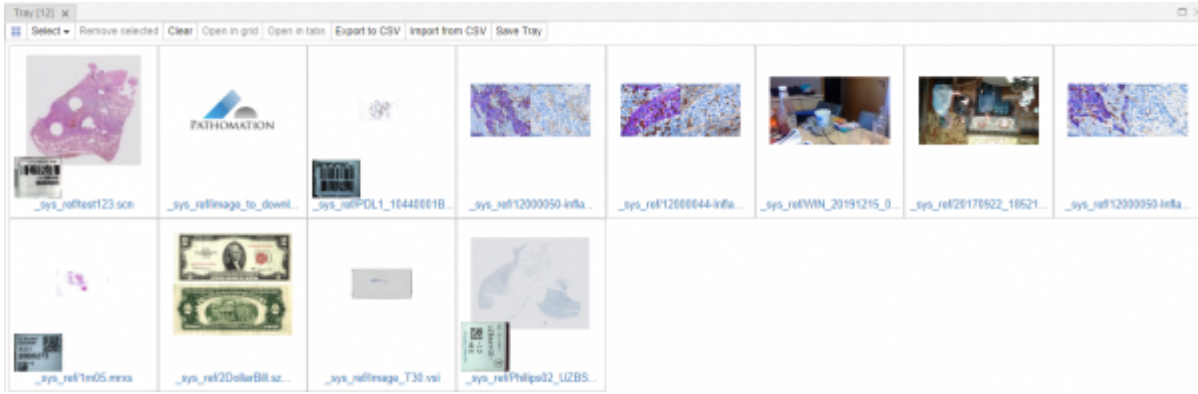 Tray [12] x
Select Remove selected Clear Open in grid Open in tabs Export to CSV Import from CSV Save Tray
PATHOMATION
_sys_ref/test123.scn
_sys_ref/image_to_downl...
_sys_ref/PDL1_10440001B...
_sys_ref/12000050-infla...
_sys_ref/12000044-Infla...
_sys_ref/WIN_20191215_0...
_sys_ref/20170922_18521...
_sys_ref/12000050-Infla...
2
2
_sys_ref/1m05.mrxs
_sys_ref/2DollarBill.sz...
_sys_ref/Image_T30.vsi
_sys_ref/Philips02_UZBS...